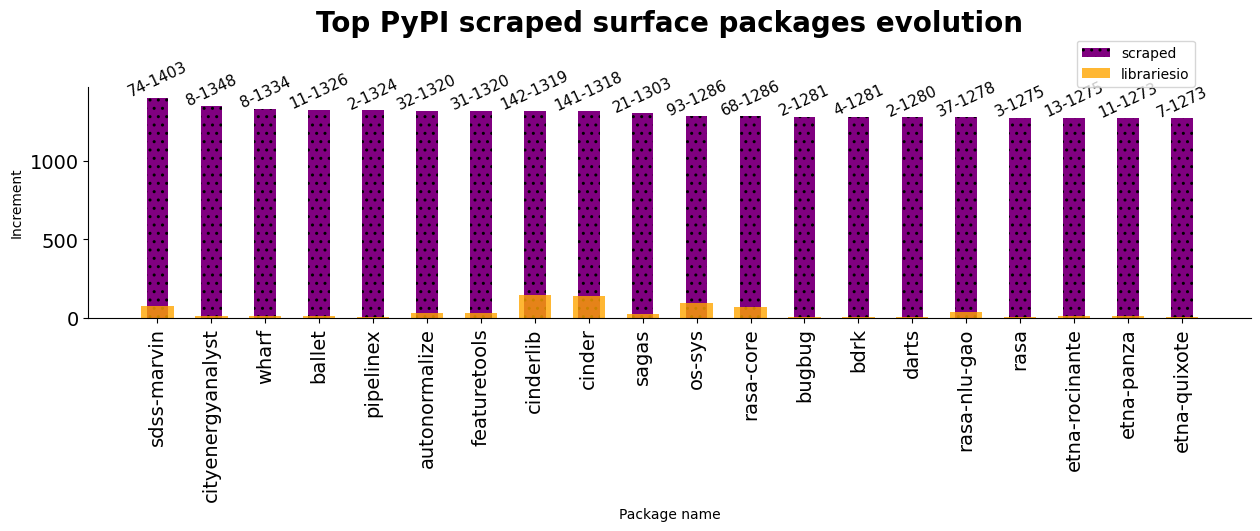 Top PyPI scraped surface packages evolution
scraped
librariesio
74-1403
8-1348
8-1334
11-1326
2-1324
32-1320
31-1320
142-1319
141-1318
21-1303
93-1286
68-1286
2-1281
4-1281
2-1280
37-1278
3-1275
13-1275
11-1273
7-1273
Increment
1000
500
0
sdss-marvin
cityenergyanalyst
wharf
ballet
pipelinex
autonormalize
featuretools
cinderlib
cinder
sagas
os-sys
rasa-core
bugbug
bdrk
darts
rasa-nlu-gao
rasa
etna-rocinante
etna-panza
etna-quixote
Package name